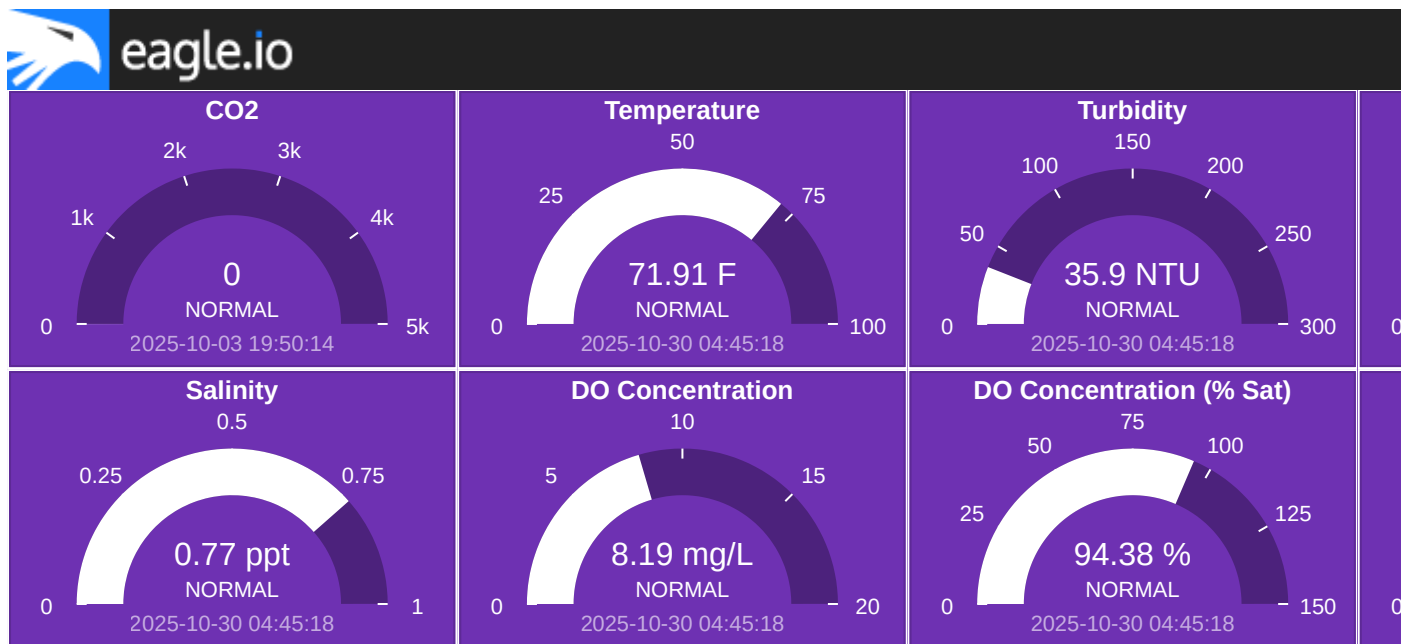 eagle.io
CO2
0
1k
2k
3k
4k
5k
0
NORMAL
2025-10-03 19:50:14
Temperature
0
25
50
75
100
71.91 F
NORMAL
2025-10-30 04:45:18
Turbidity
0
50
100
150
200
250
300
35.9 NTU
NORMAL
2025-10-30 04:45:18
0
Salinity
0
0.25
0.5
0.75
1
0.77 ppt
NORMAL
2025-10-30 04:45:18
DO Concentration
0
5
10
15
20
8.19 mg/L
NORMAL
2025-10-30 04:45:18
DO Concentration (% Sat)
0
25
50
75
100
125
150
94.38 %
NORMAL
2025-10-30 04:45:18
0